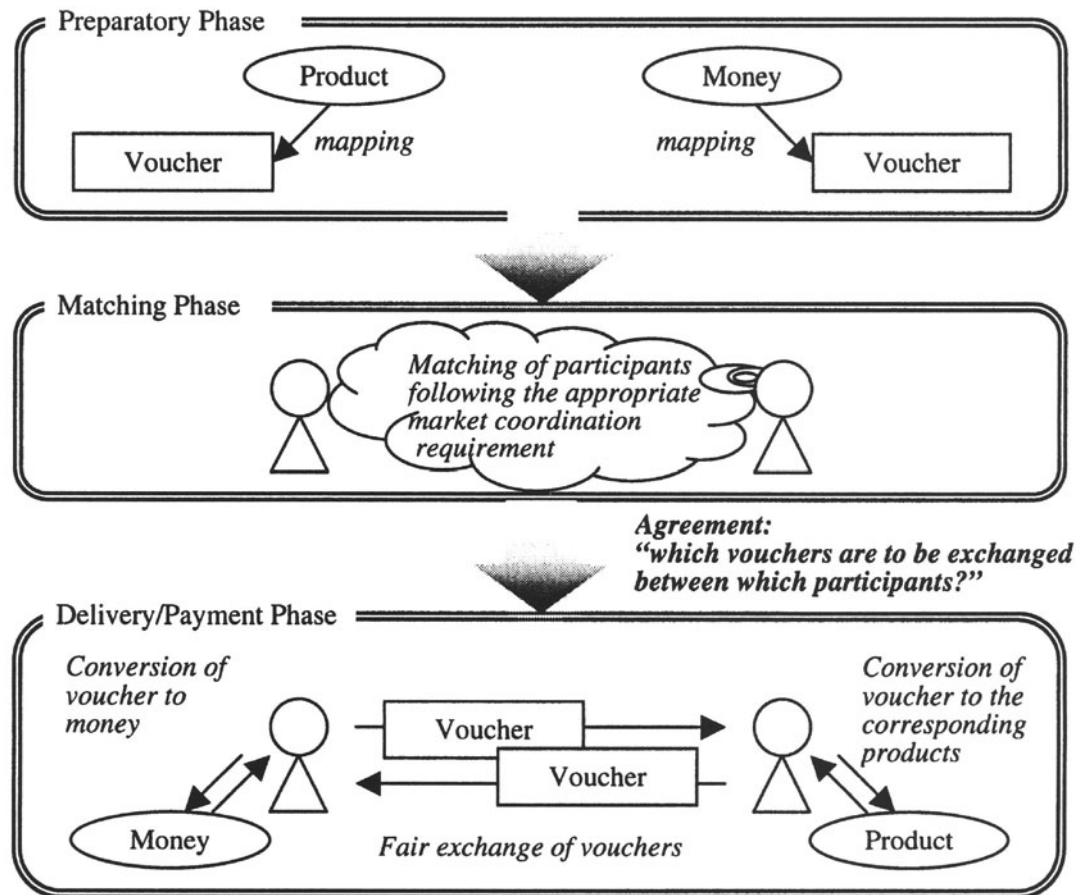 Preparatory Phase
Product
Money
mapping
mapping
Voucher
Voucher
Matching Phase
Matching of participants
following the appropriate
market coordination
requirement
Agreement:
“which vouchers are to be exchanged
between which participants?”
Delivery/Payment Phase
Conversion of
voucher to
money
Conversion of
voucher to the
corresponding
products
Voucher
Voucher
Money
Fair exchange of vouchers
Product